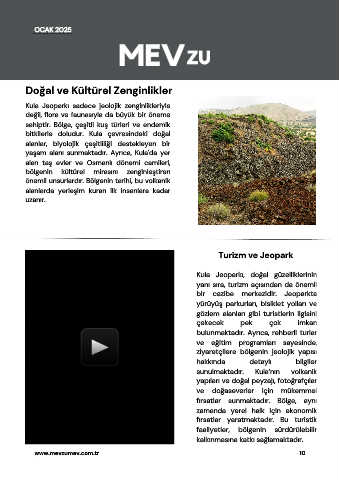 OCAK 2025
MEVZU
Doğal ve Kültürel Zenginlikler
Kula Jeoparkı sadece jeolojik zenginlikleriyle
değil, flora ve faunasıyla da büyük bir öneme
sahiptir. Bölge, çeşitli kuş türleri ve endemik
bitkilerle doludur. Kula çevresindeki doğal
alanlar, biyolojik çeşitliliği destekleyen bir
yaşam alanı sunmaktadır. Ayrıca, Kula'da yer
alan taş evler ve Osmanlı dönemi camileri,
bölgenin kültürel mirasını zenginleştiren
önemli unsurlardır. Bölgenin tarihi, bu volkanik
alanlarda yerleşim kuran ilk insanlara kadar
uzanır.
Turizm ve Jeopark
Kula Jeoparkı, doğal güzelliklerinin
yanı sıra, turizm açısından de önemli
bir cazibe merkezidir. Jeoparkta
yürüyüş parkurları, bisiklet yolları ve
gözlem alanları gibi turistlerin ilgisini
çekecek pek çok imkan
bulunmaktadır. Ayrıca, rehberli turlar
ve eğitim programları sayesinde,
ziyaretçilere bölgenin jeolojik yapısı
hakkında detaylı bilgiler
sunulmaktadır. Kula'nın volkanik
yapıları ve doğal peyzajı, fotoğrafçılar
ve doğaseverler için mükemmel
fırsatlar sunmaktadır. Bölge, aynı
zamanda yerel halk için ekonomik
fırsatlar yaratmaktadır. Bu turistik
faaliyetler, bölgenin sürdürülebilir
kalkınmasına katkı sağlamaktadır.
www.mevzumev.com.tr
10